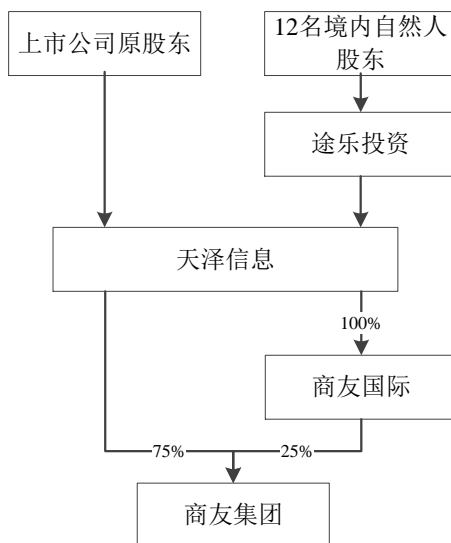 上市公司原股东
12名境内自然人
股东
途乐投资
天泽信息
100%
商友国际
75%
25%
商友集团